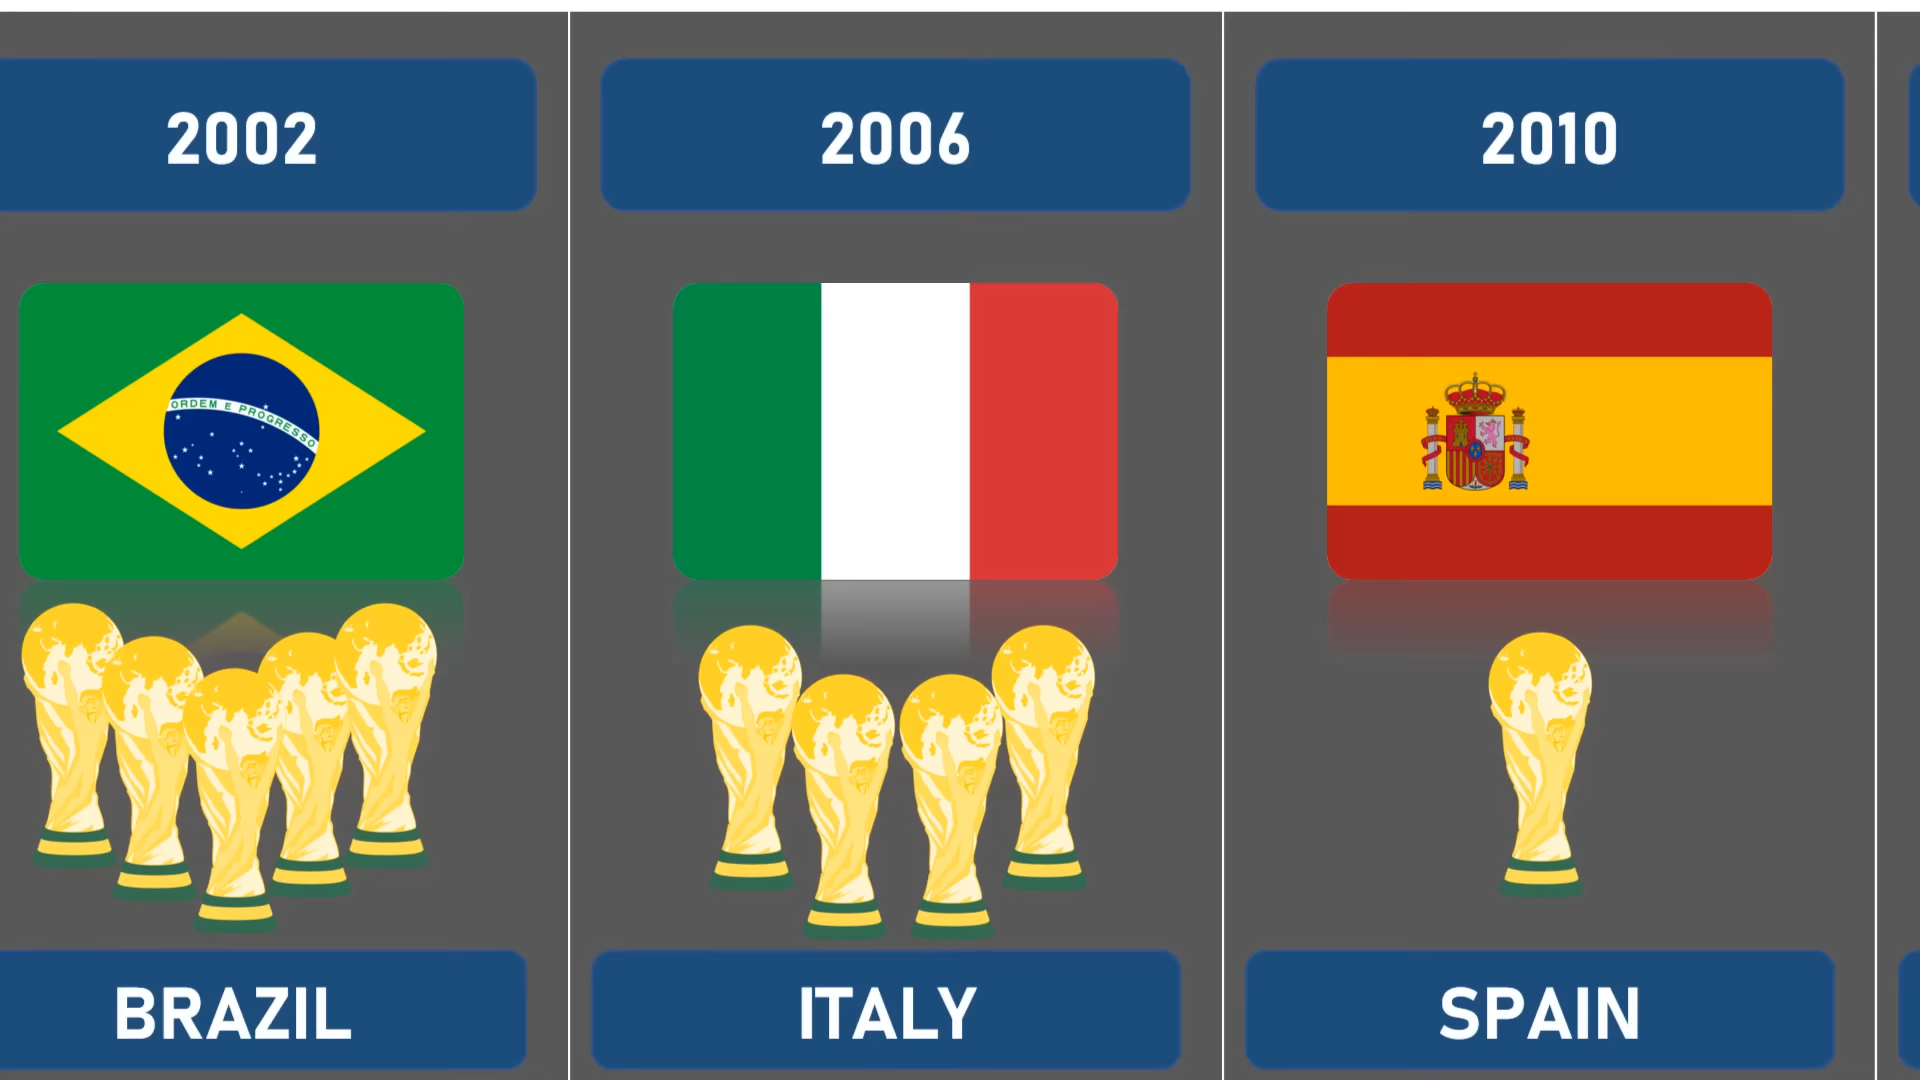 2002
2006
2010
ORDEM E PROGRESSO
BRAZIL
ITALY
SPAIN